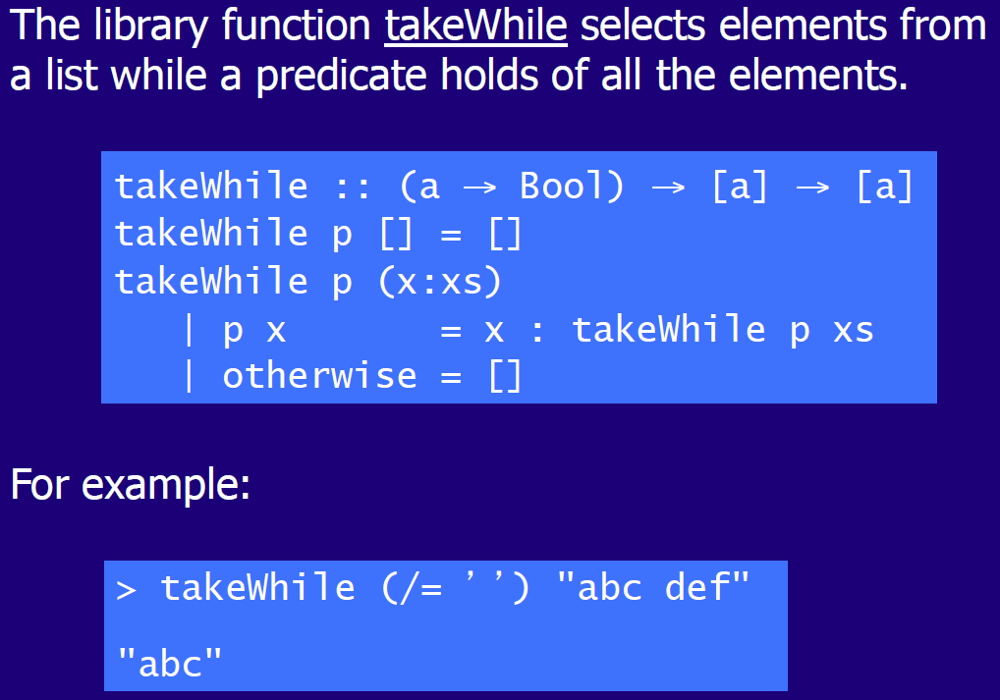 The library function takeWhile selects elements from
a list while a predicate holds of all the elements.
takeWhile :: (a → Bool) → [a] → [a]
takeWhile p [] = []
takeWhile p (x:xs)
   | p x       = x : takeWhile p xs
   | otherwise = []
For example:
> takeWhile (/= ’ ’) "abc def"
"abc"